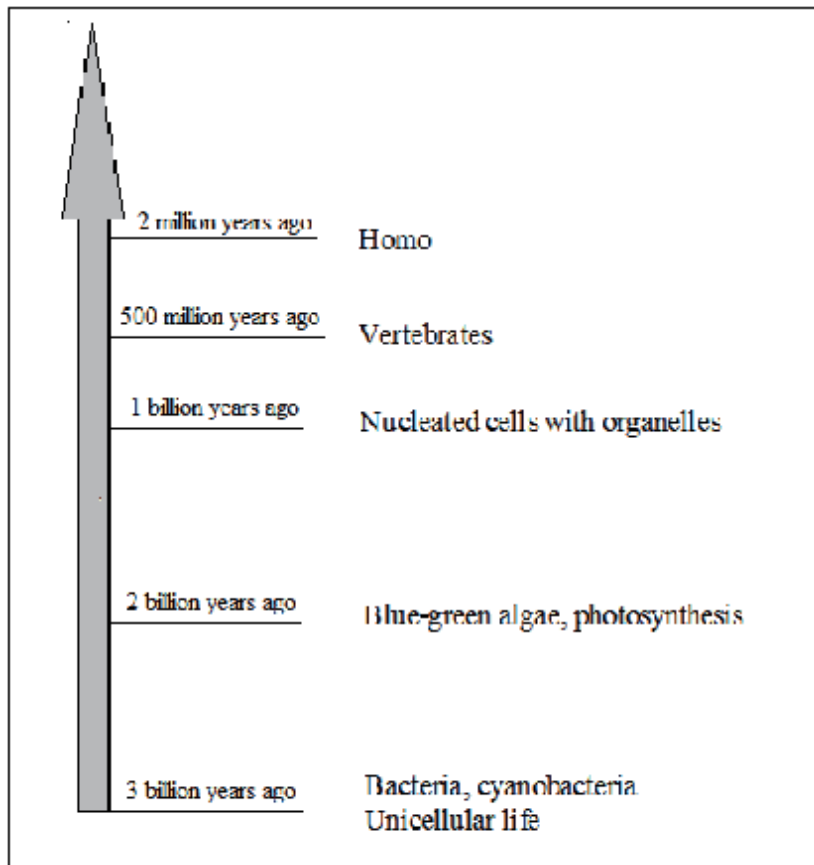 2 million years ago
Homo
500 million years ago
Vertebrates
1 billion years ago
Nucleated cells with organelles
2 billion years ago
Blue-green algae, photosynthesis
3 billion years ago
Bacteria, cyanobacteria
Unicellular life